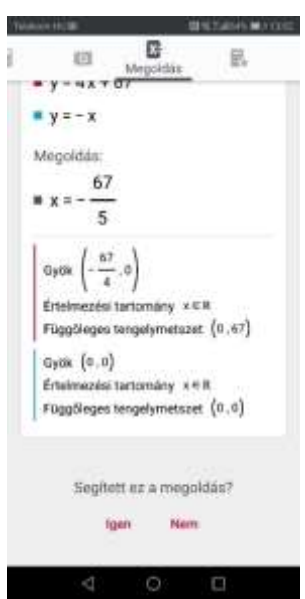 Megoldás
y = 4x + 67
y = - x
Megoldás:
x = - 67/5
Gyök (- 67/4 , 0)
Értelmezési tartomány x ∈ ℝ
Függőleges tengelymetszet (0 , 67)
Gyök (0 , 0)
Értelmezési tartomány x ∈ ℝ
Függőleges tengelymetszet (0 , 0)
Segített ez a megoldás?
Igen Nem